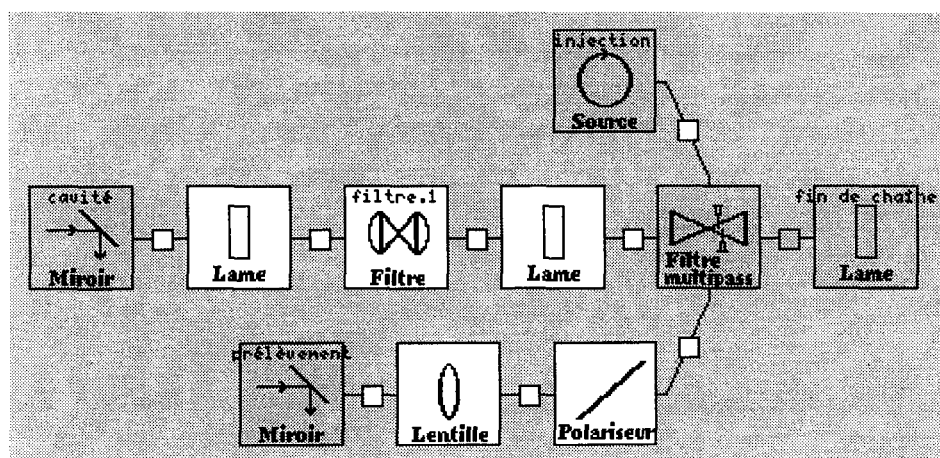 injection
Source
cavité
Miroir
Lame
filtre.1
Filtre
Lame
Filtre
multipass
fin de chaîne
Lame
prélèvement
Miroir
Lentille
Polariseur